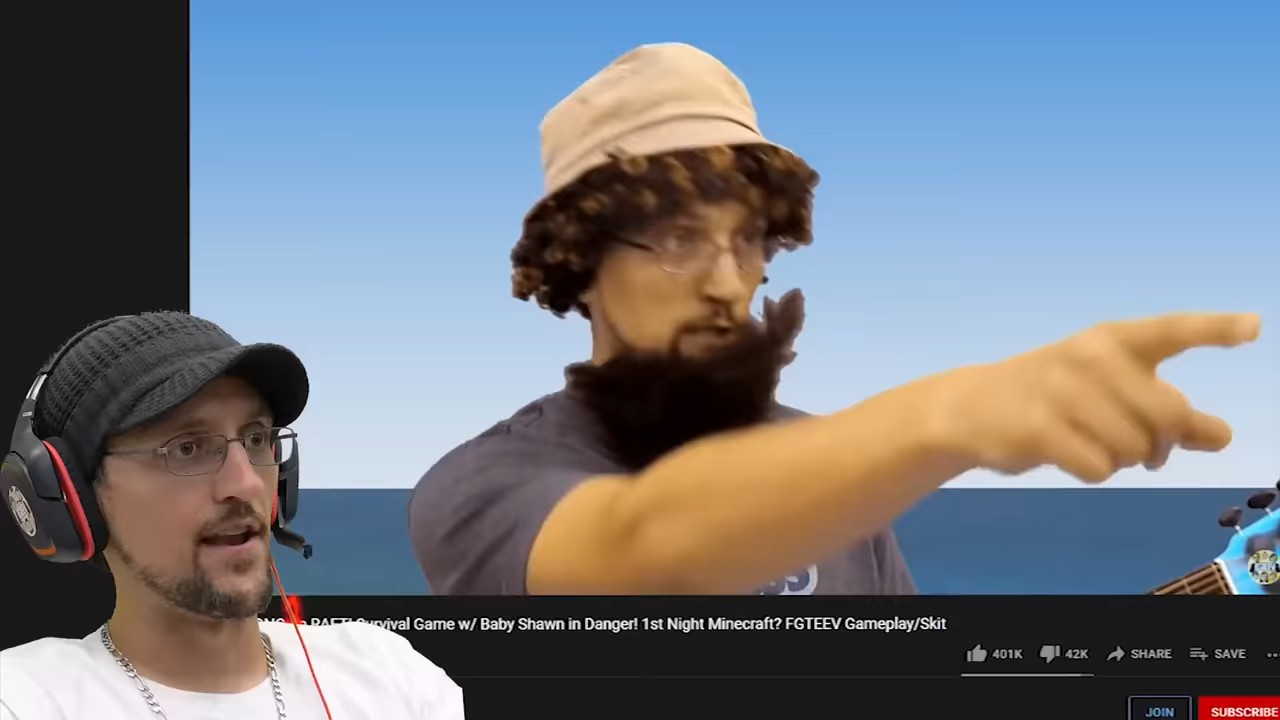 Survival Game w/ Baby Shawn in Danger! 1st Night Minecraft? FGTEEV Gameplay/Skit
401K 42K SHARE SAVE
JOIN SUBSCRIBE